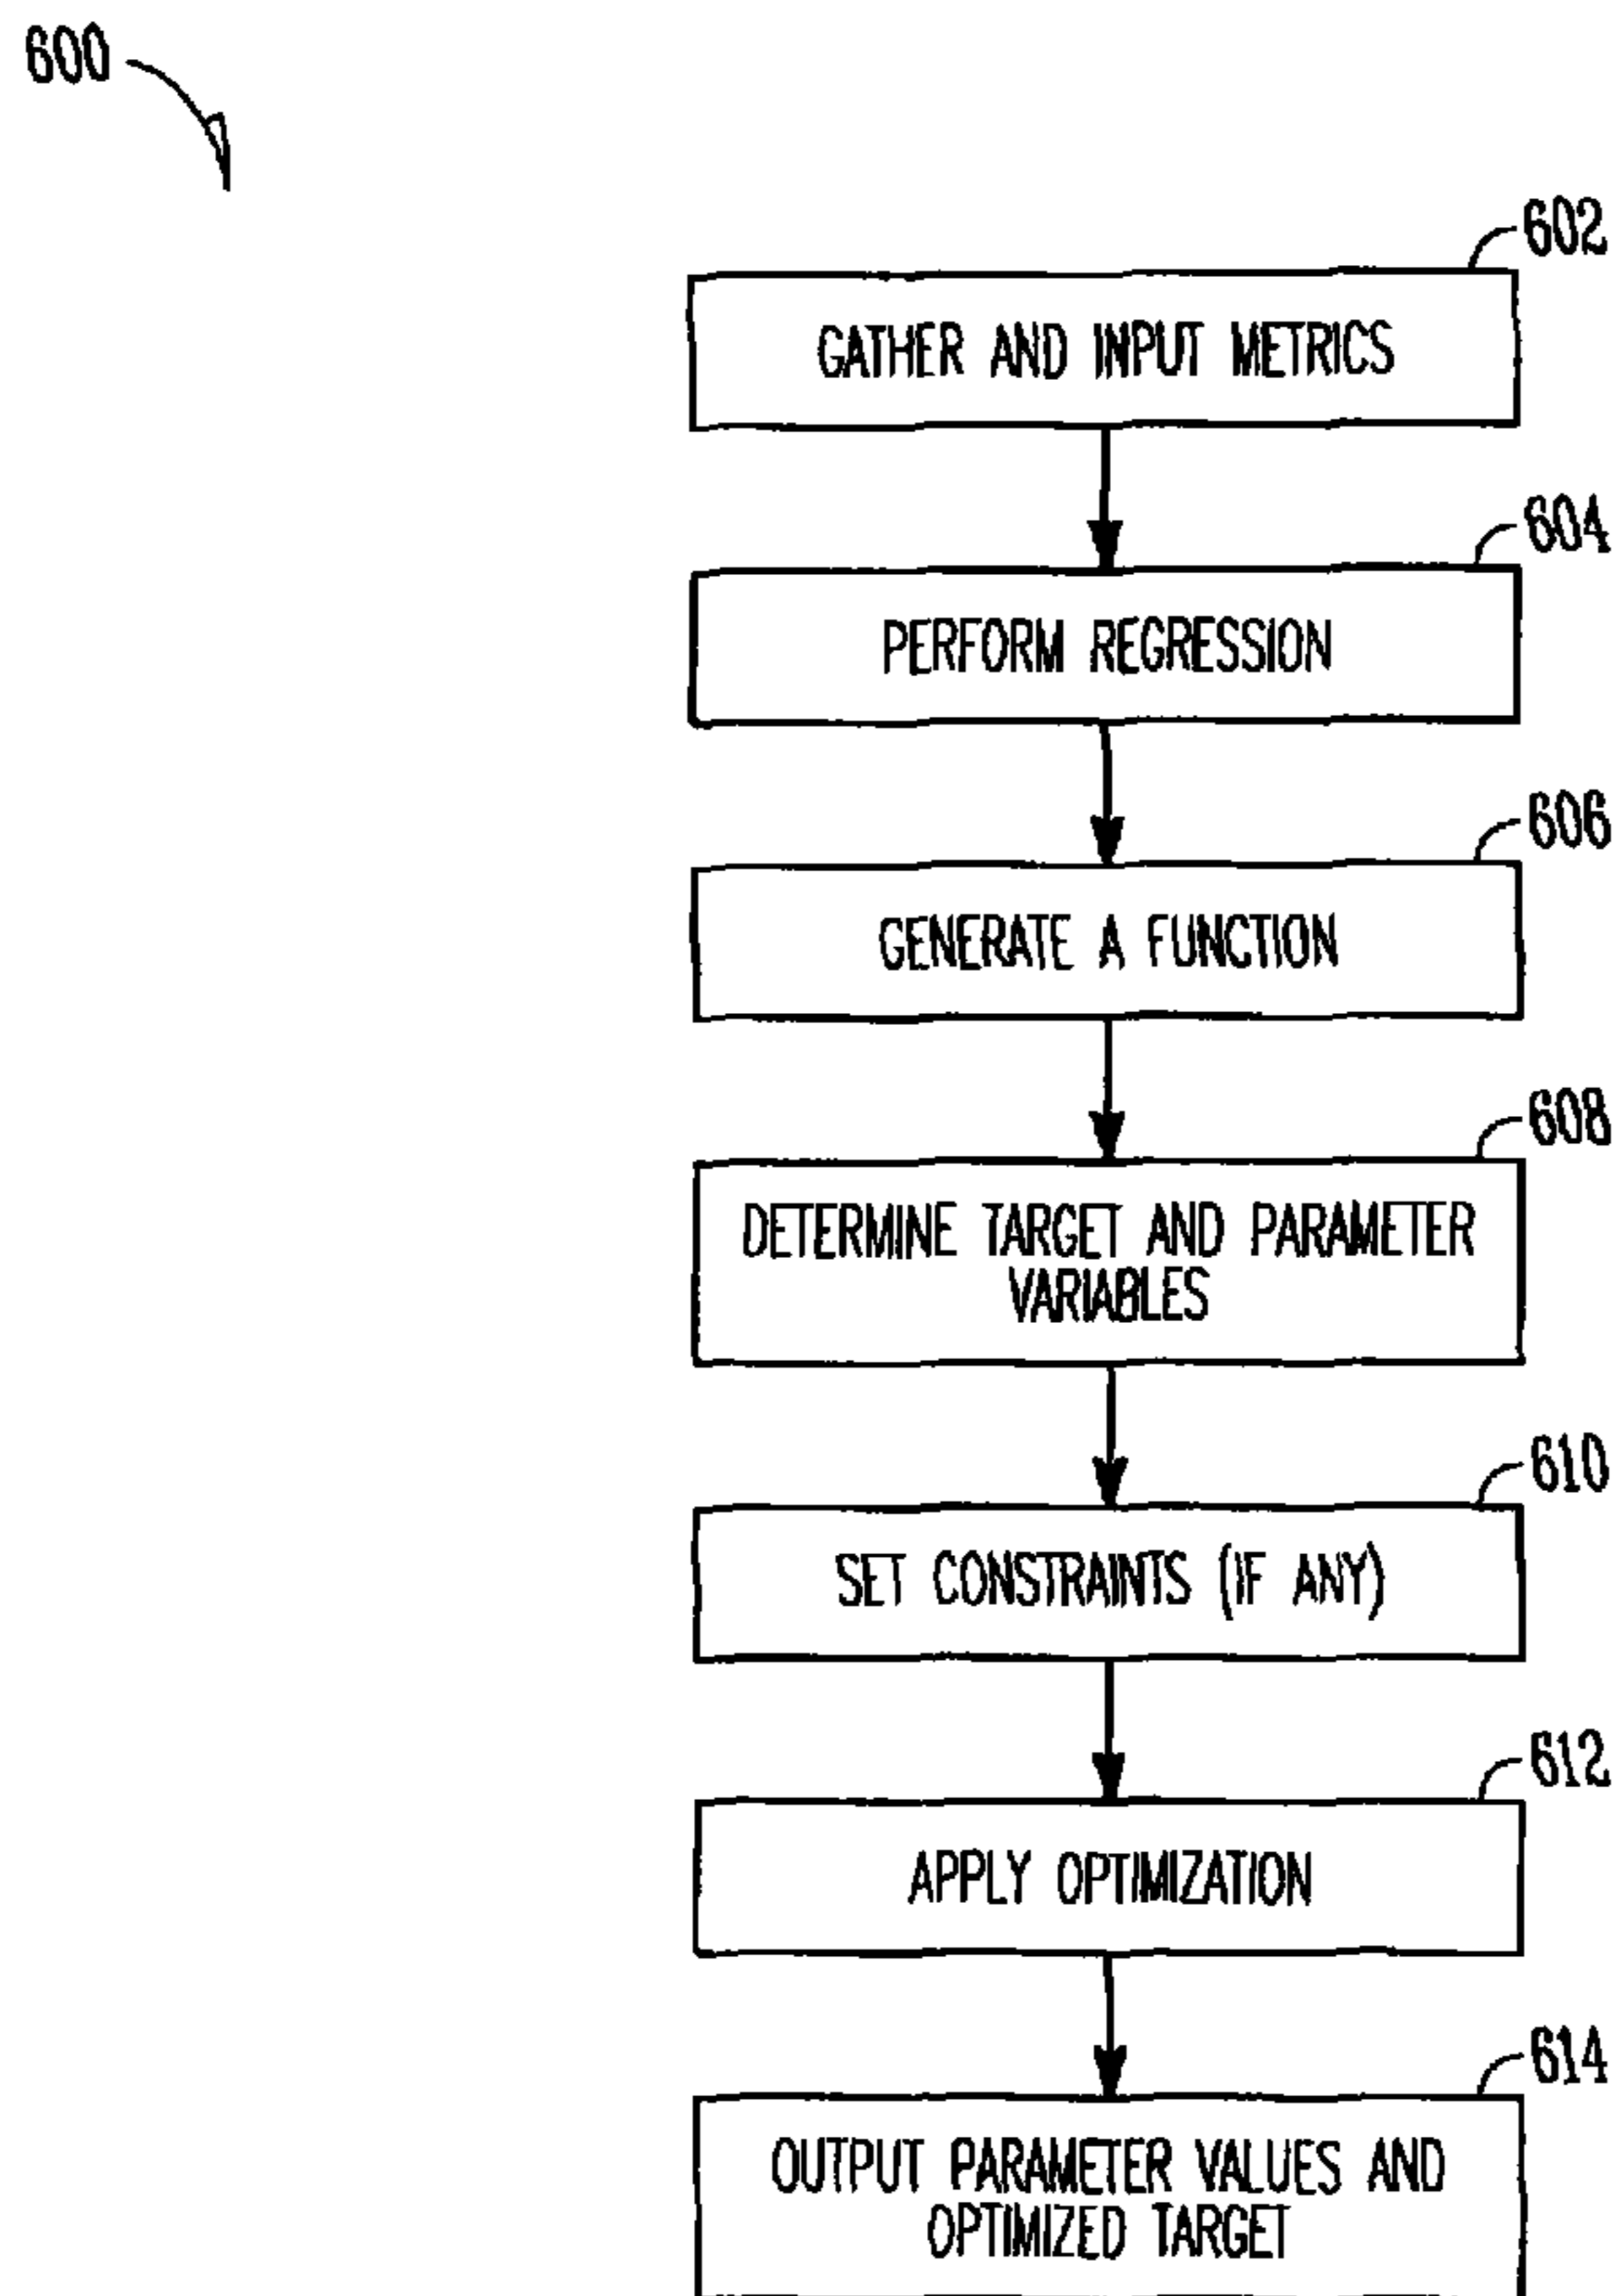 600
602
GATHER AND INPUT METRICS
604
PERFORM REGRESSION
606
GENERATE A FUNCTION
608
DETERMINE TARGET AND PARAMETER
VARIABLES
610
SET CONSTRAINTS (IF ANY)
612
APPLY OPTIMIZATION
614
OUTPUT PARAMETER VALUES AND
OPTIMIZED TARGET